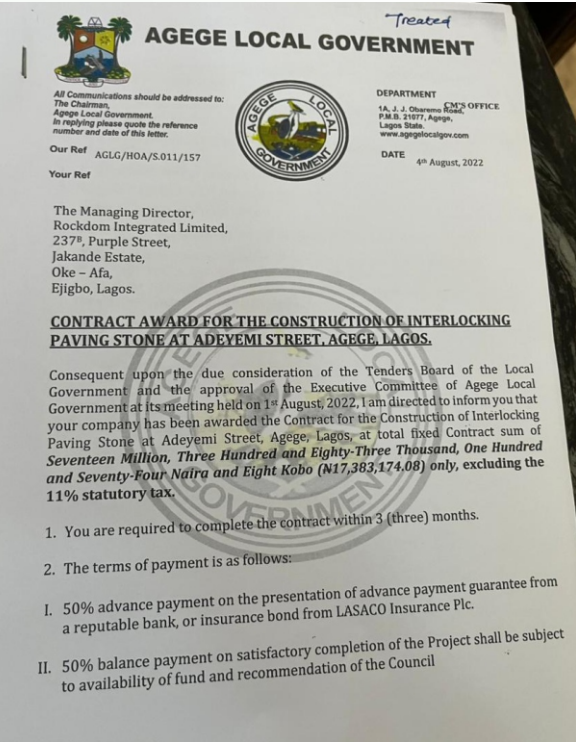 Treated
AGEGE LOCAL GOVERNMENT
All Communications should be addressed to:
The Chairman,
Agege Local Government.
In replying please quote the reference
number and date of this letter.
Our Ref AGLG/HOA/S.011/157
Your Ref
AGEGE LOCAL
GOVERNMENT
DEPARTMENT
CM'S OFFICE
1A, J. J. Obaremo Road,
P.M.B. 21077, Agege,
Lagos State.
www.agegelocalgov.com
DATE
4th August, 2022
The Managing Director,
Rockdom Integrated Limited,
237B, Purple Street,
Jakande Estate,
Oke – Afa,
Ejigbo, Lagos.
CONTRACT AWARD FOR THE CONSTRUCTION OF INTERLOCKING
PAVING STONE AT ADEYEMI STREET, AGEGE, LAGOS.
Consequent upon the due consideration of the Tenders Board of the Local
Government and the approval of the Executive Committee of Agege Local
Government at its meeting held on 1st August, 2022, I am directed to inform you that
your company has been awarded the Contract for the Construction of Interlocking
Paving Stone at Adeyemi Street, Agege, Lagos, at total fixed Contract sum of
Seventeen Million, Three Hundred and Eighty-Three Thousand, One Hundred
and Seventy-Four Naira and Eight Kobo (₦17,383,174.08) only, excluding the
11% statutory tax.
1. You are required to complete the contract within 3 (three) months.
2. The terms of payment is as follows:
I. 50% advance payment on the presentation of advance payment guarantee from
a reputable bank, or insurance bond from LASACO Insurance Plc.
II. 50% balance payment on satisfactory completion of the Project shall be subject
to availability of fund and recommendation of the Council